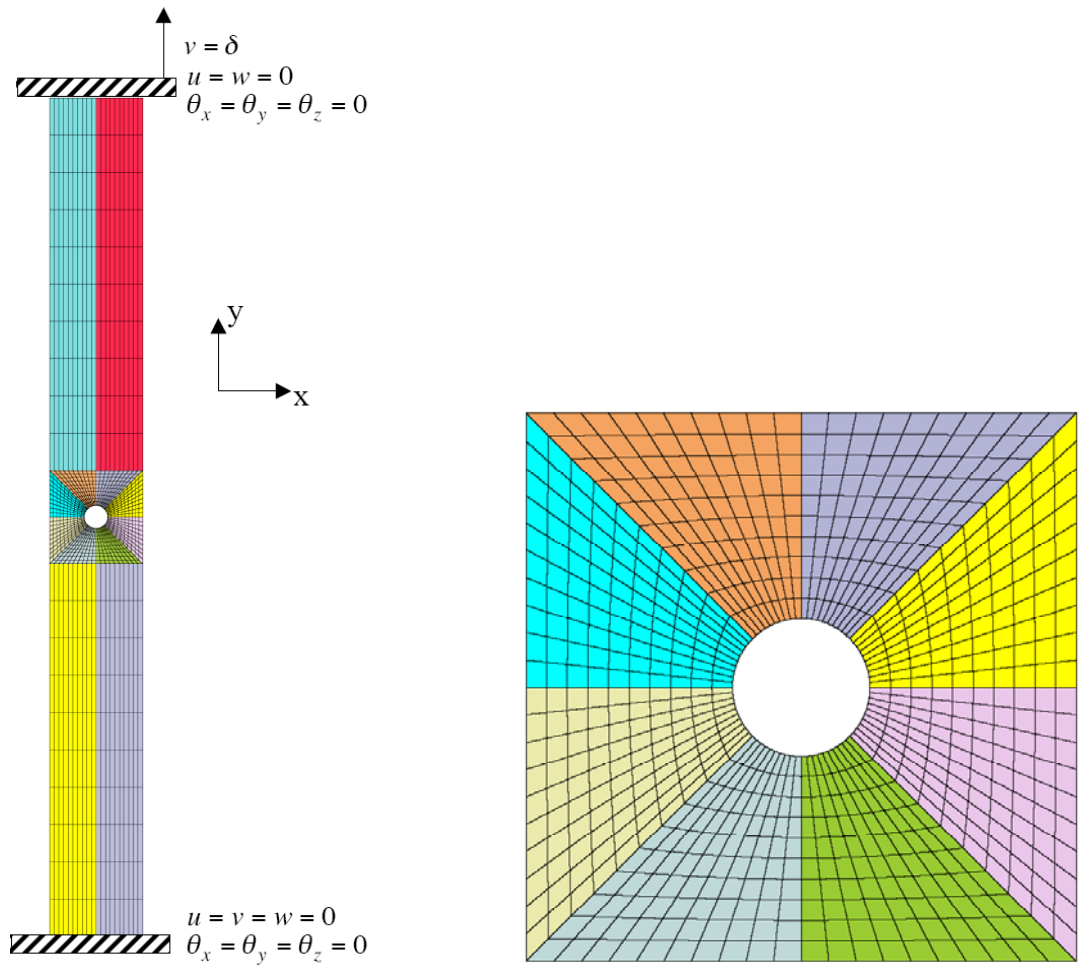 v = δ
u = w = 0
θx = θy = θz = 0
y
x
u = v = w = 0
θx = θy = θz = 0